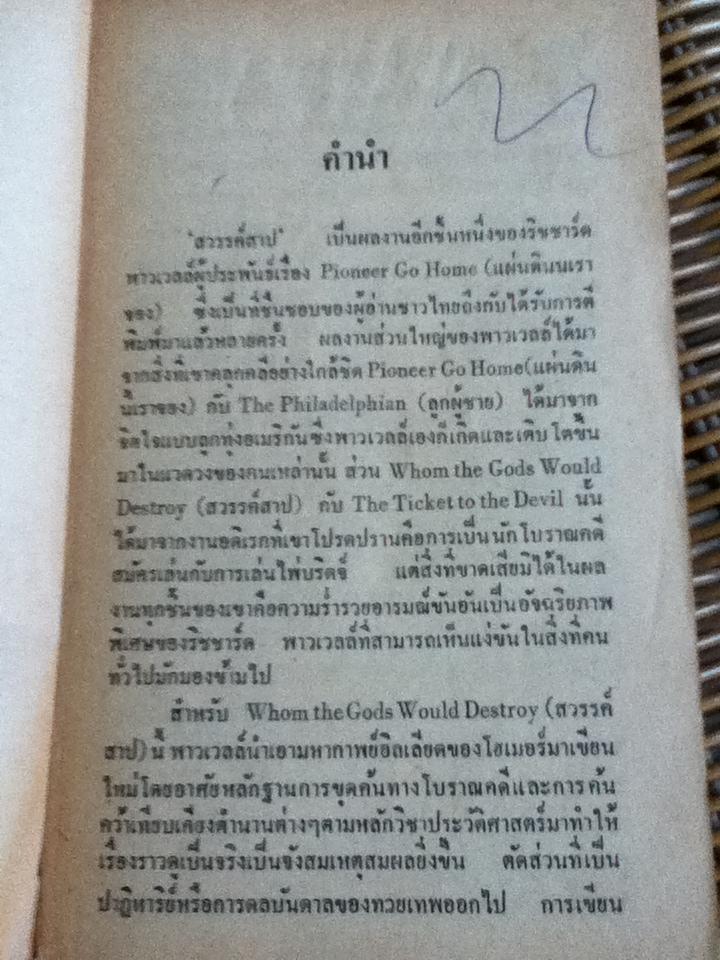 คำนำ
"สวรรค์สาป" เป็นผลงานอีกชิ้นหนึ่งของริชชาร์ด
พาวเวลล์ผู้ประพันธ์เรื่อง Pioneer Go Home (แผ่นดินนเรา
จอง) ซึ่งเป็นที่ชื่นชอบของผู้อ่านชาวไทยถึงกับได้รับการตี
พิมพ์มาแล้วหลายครั้ง ผลงานส่วนใหญ่ของพาวเวลล์ได้มา
จากสิ่งที่เขาคลุกคลีอย่างใกล้ชิด Pioneer Go Home(แผ่นดิน
นี้เราจอง) กับ The Philadelphian (ลูกผู้ชาย) ได้มาจาก
จิตใจแบบลูกทุ่งอเมริกันซึ่งพาวเวลล์เองก็เกิดและเติบโตขึ้น
มาในแวดวงของคนเหล่านั้น ส่วน Whom the Gods Would
Destroy (สวรรค์สาป) กับ The Ticket to the Devil นั้น
ได้มาจากงานอดิเรกที่เขาโปรดปรานคือการเป็นนักโบราณคดี
สมัครเล่นกับการเล่นไพ่บริดจ์ แต่สิ่งที่ขาดเสียมิได้ในผล
งานทุกชิ้นของเขาคือความร่ำรวยอารมณ์ขันอันเป็นอัจฉริยภาพ
พิเศษของริชชาร์ด พาวเวลล์ที่สามารถเห็นแง่ขันในสิ่งที่คน
ทั่วไปมักมองข้ามไป
สำหรับ Whom the Gods Would Destroy (สวรรค์
สาป) นี้ พาวเวลล์นำเอามหากาพย์อิลเลียดของโฮเมอร์มาเขียน
ใหม่โดยอาศัยหลักฐานการขุดค้นทางโบราณคดีและการค้น
คว้าเทียบเคียงตำนานต่างๆตามหลักวิชาประวัติศาสตร์มาทำให้
เรื่องราวดูเป็นจริงเป็นจังสมเหตุสมผลยิ่งขึ้น ตัดส่วนที่เป็น
ปาฏิหาริย์หรือการดลบันดาลของทวยเทพออกไป การเขียน